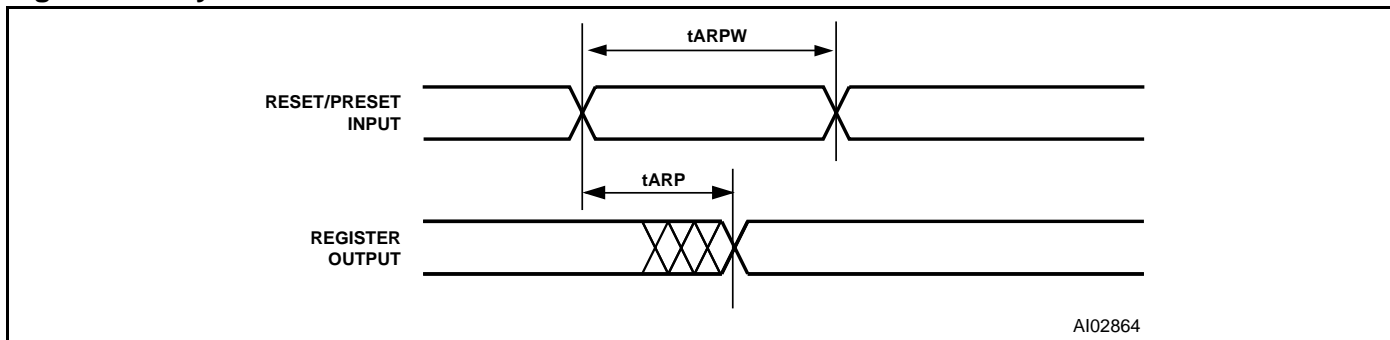 tARPW
RESET/PRESET
INPUT
tARP
REGISTER
OUTPUT
AI02864